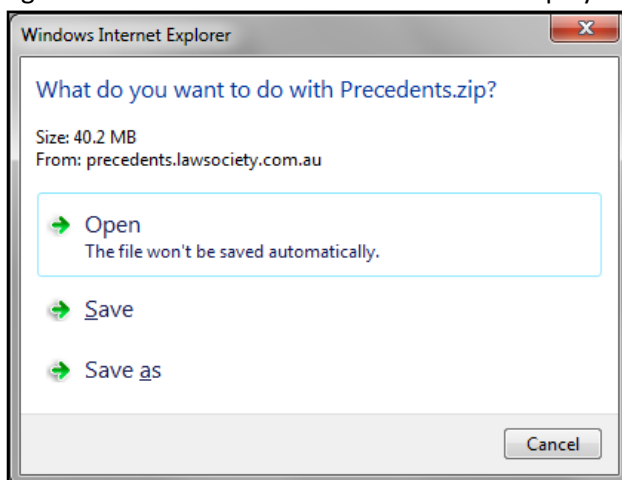 Windows Internet Explorer
x
What do you want to do with Precedents.zip?
Size: 40.2 MB
From: precedents.lawsociety.com.au
Open
The file won't be saved automatically.
Save
Save as
Cancel